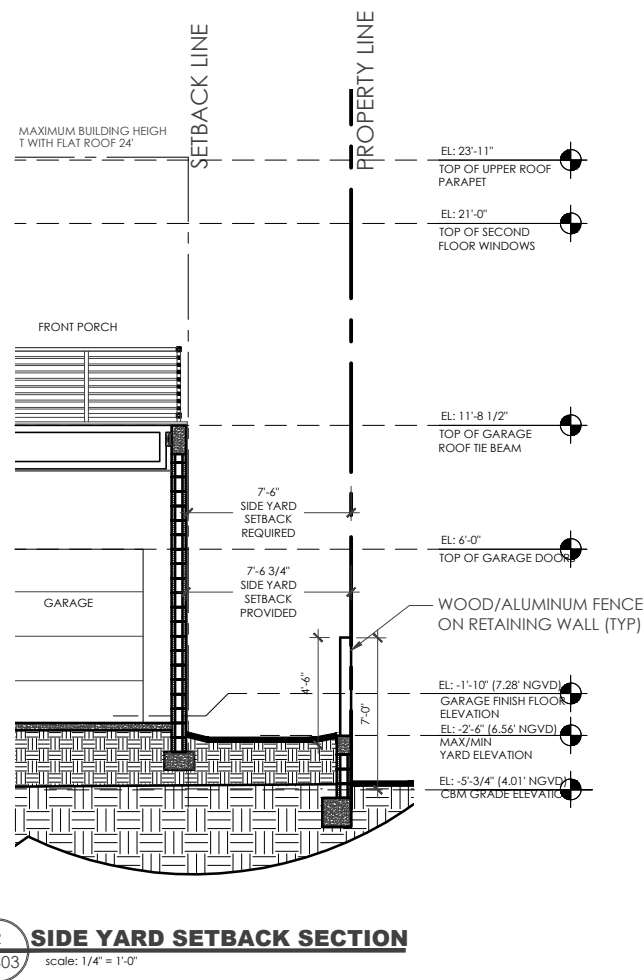 SETBACK LINE
PROPERTY LINE
MAXIMUM BUILDING HEIGH
T WITH FLAT ROOF 24'
EL: 23'-11"
TOP OF UPPER ROOF
PARAPET
EL: 21'-0"
TOP OF SECOND
FLOOR WINDOWS
FRONT PORCH
EL: 11'-8 1/2"
TOP OF GARAGE
ROOF TIE BEAM
7'-6"
SIDE YARD
SETBACK
REQUIRED
EL: 6'-0"
TOP OF GARAGE DOORS
7'-6 3/4"
SIDE YARD
SETBACK
PROVIDED
GARAGE
WOOD/ALUMINUM FENCE
ON RETAINING WALL (TYP)
4'-6"
7'-0"
EL: -1'-10" (7.28' NGVD)
GARAGE FINISH FLOOR
ELEVATION
EL: -2'-6" (6.56' NGVD)
MAX/MIN
YARD ELEVATION
EL: -5'-3/4" (4.01' NGVD)
CBM GRADE ELEVATION
SIDE YARD SETBACK SECTION
03
scale: 1/4" = 1'-0"